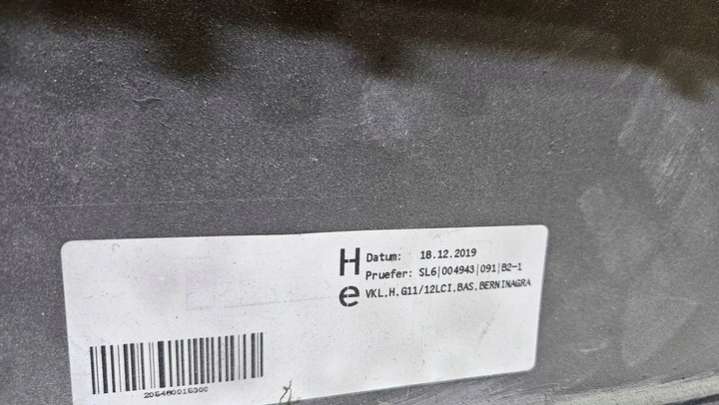 H
Datum: 18.12.2019
Pruefer: SL6|004943|091|B2-1
e
VKL.H.G11/12LCI.BAS.BERNINAGRA